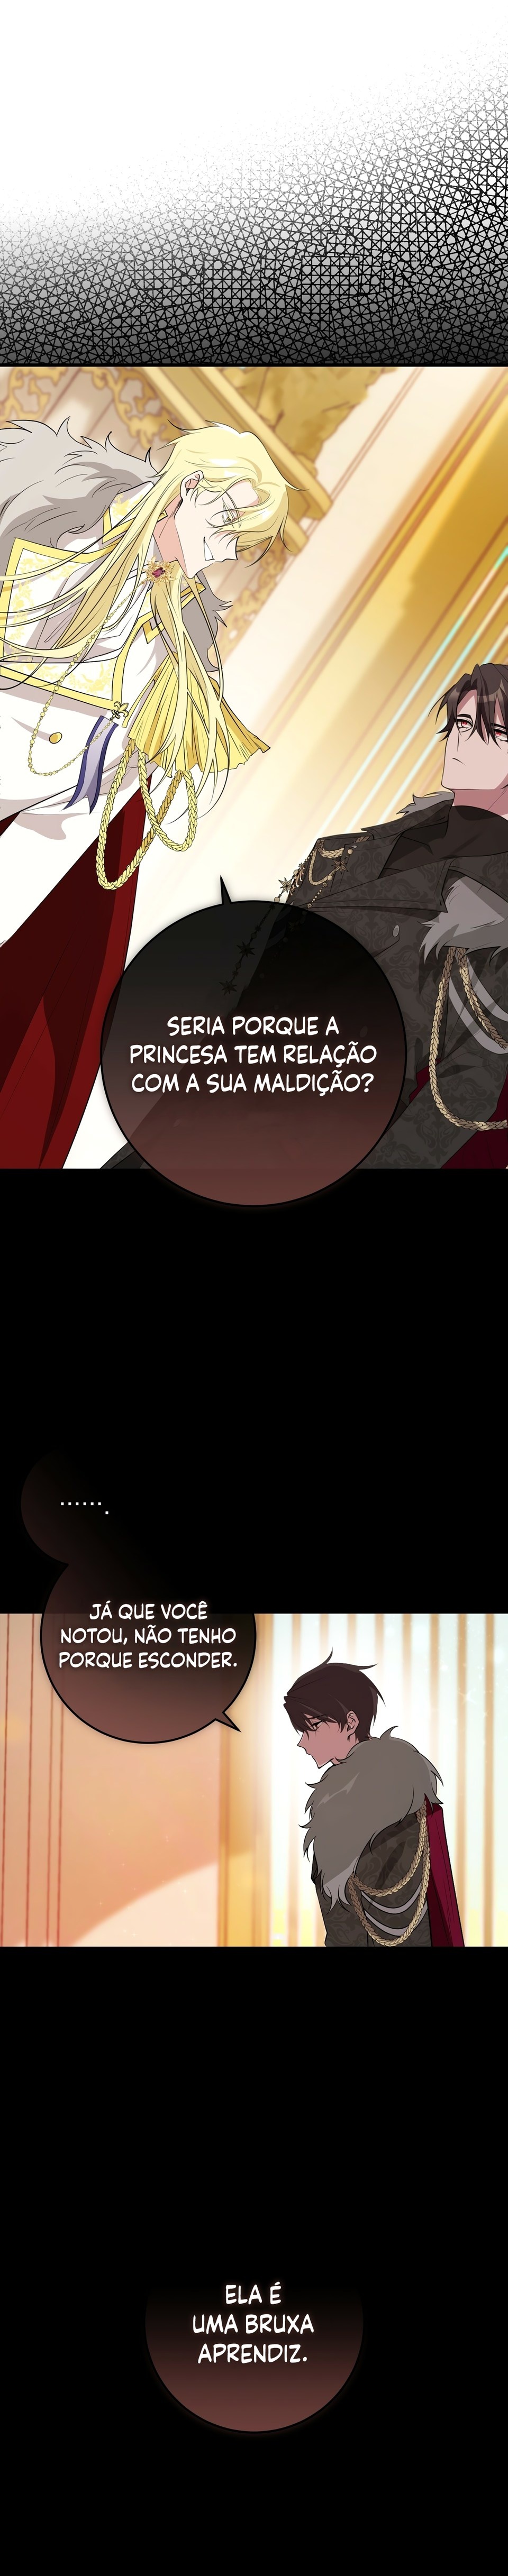 SERIA PORQUE A
PRINCESA TEM RELAÇÃO
COM A SUA MALDIÇÃO?
.......
JÁ QUE VOCÊ
NOTOU, NÃO TENHO
PORQUE ESCONDER.
ELA É
UMA BRUXA
APRENDIZ.